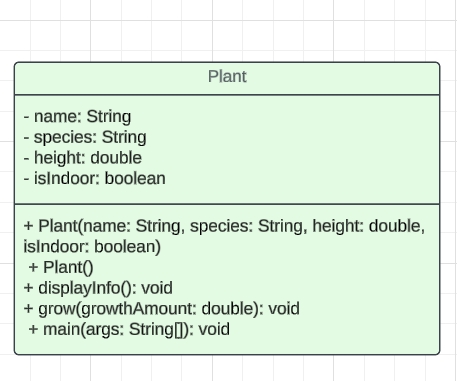 Plant
- name: String
- species: String
- height: double
- isIndoor: boolean
+ Plant(name: String, species: String, height: double,
isIndoor: boolean)
+ Plant()
+ displayInfo(): void
+ grow(growthAmount: double): void
+ main(args: String[]): void